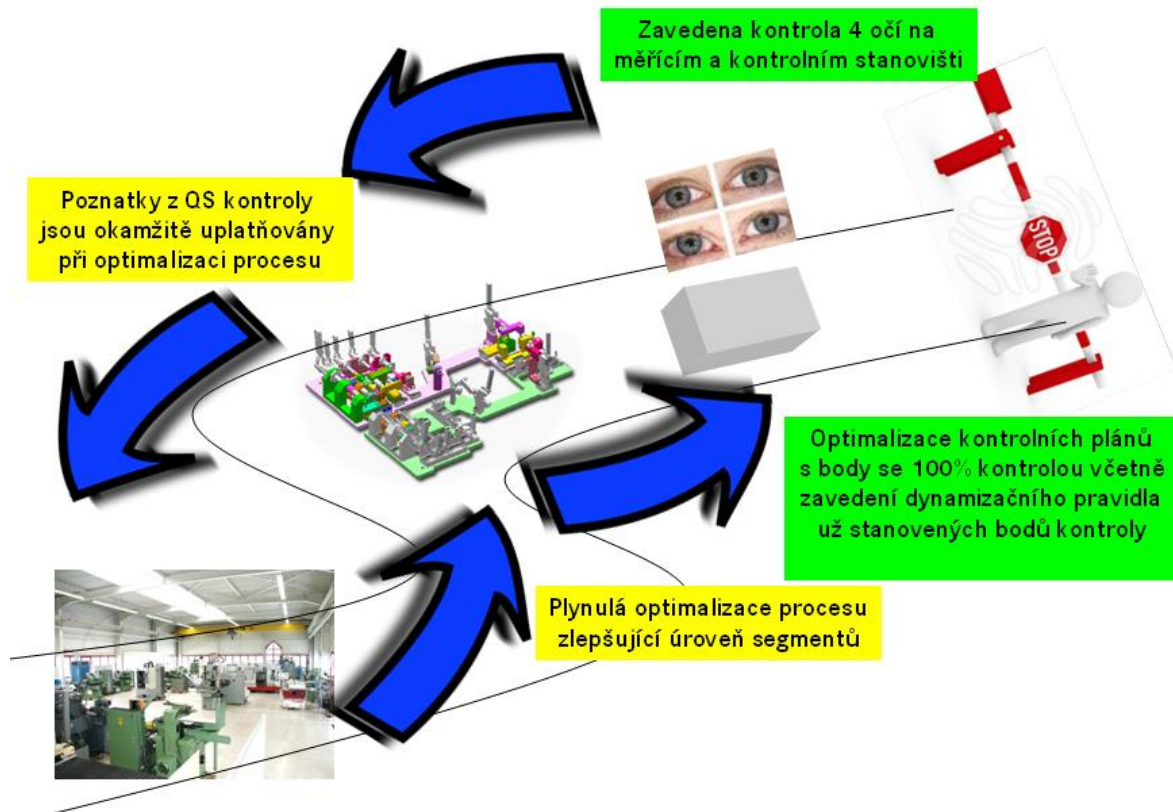 Zavedena kontrola 4 očí na
měřícím a kontrolním stanovišti
Poznatky z QS kontroly
jsou okamžitě uplatňovány
při optimalizaci procesu
STOP
Optimalizace kontrolních plánů
s body se 100% kontrolou včetně
zavedení dynamizačního pravidla
už stanovených bodů kontroly
Plynulá optimalizace procesu
zlepšující úroveň segmentů